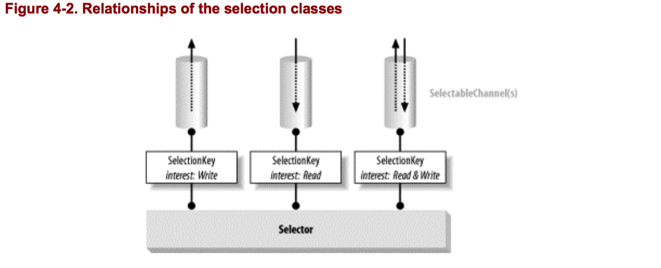 Figure 4-2. Relationships of the selection classes
SelectableChannel(s)
SelectionKey
interest: Write
SelectionKey
interest: Read
SelectionKey
interest: Read & Write
Selector